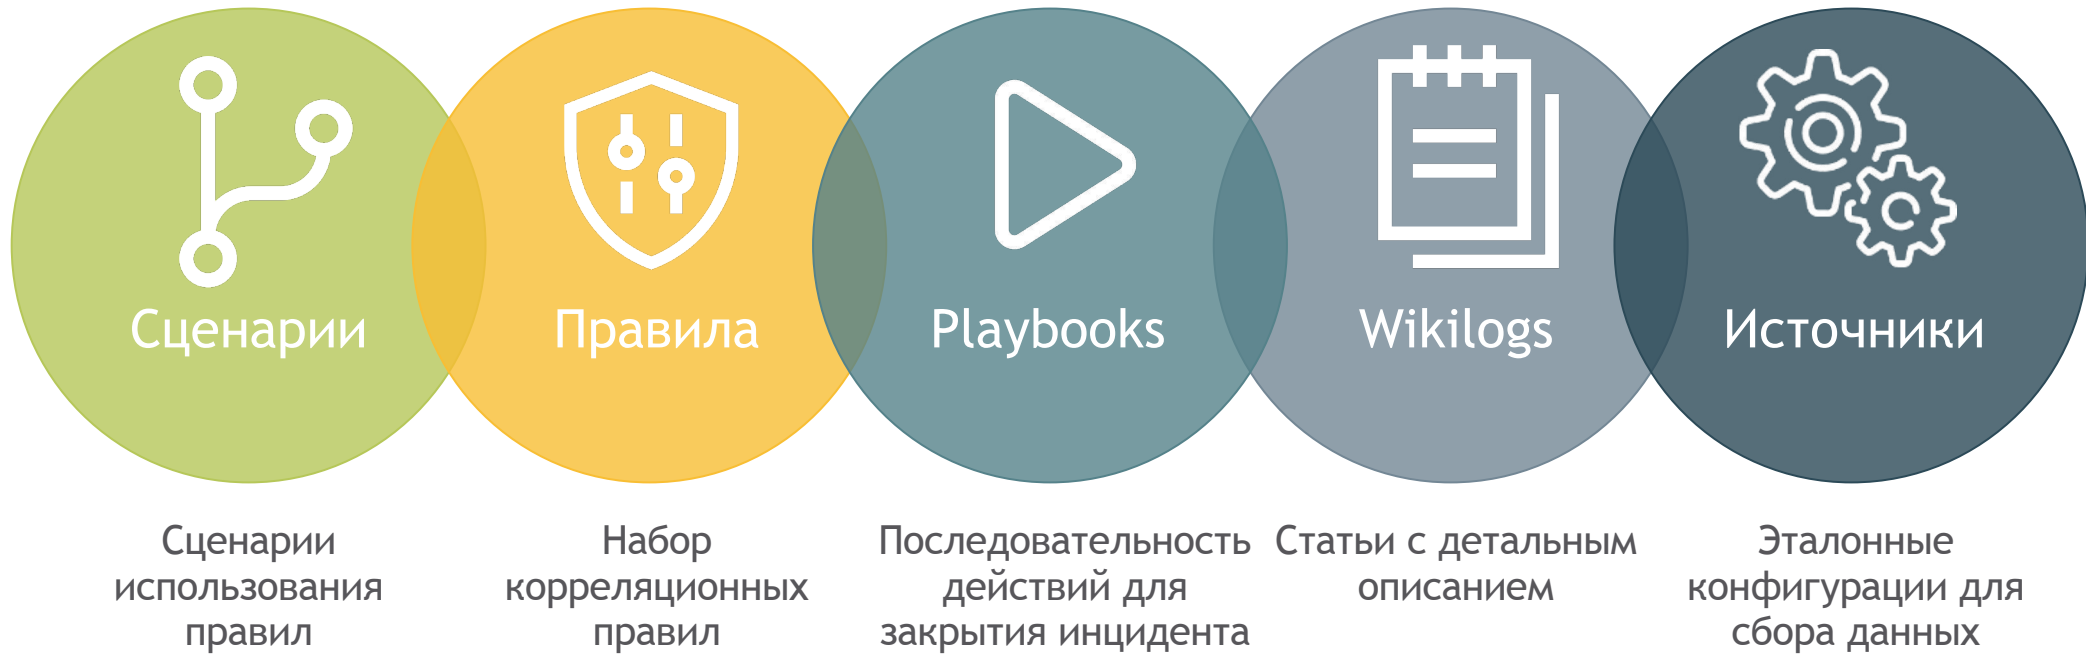 Сценарии
Правила
Playbooks
Wikilogs
Источники
Сценарии
использования
правил
Набор
корреляционных
правил
Последовательность
действий для
закрытия инцидента
Статьи с детальным
описанием
Эталонные
конфигурации для
сбора данных